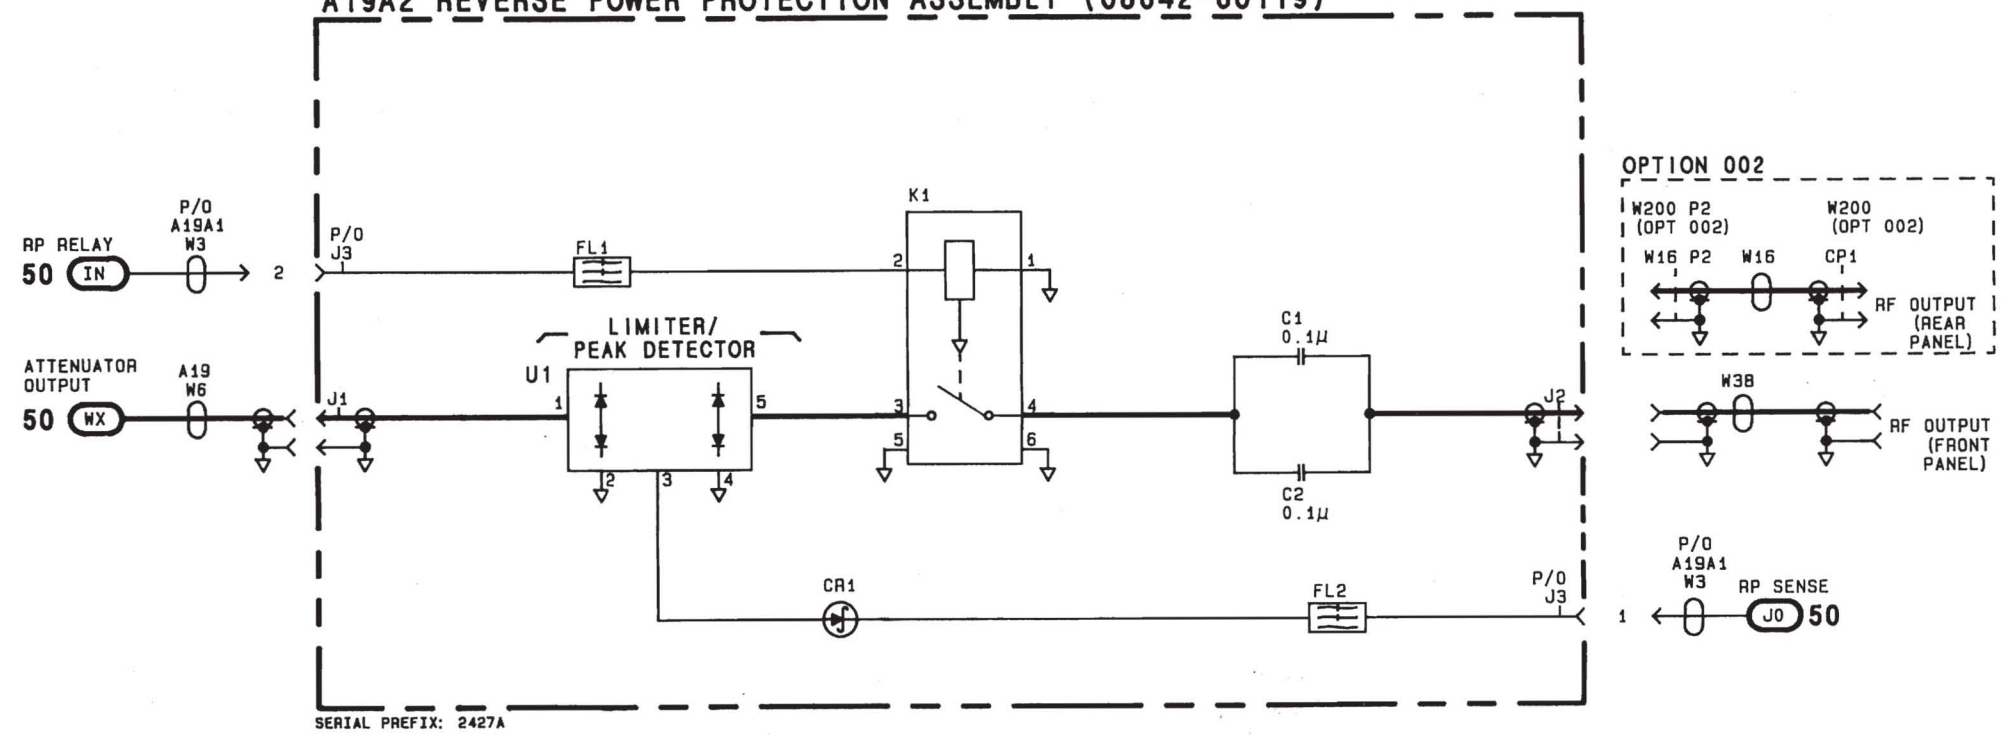 A19A2 REVERSE POWER PROTECTION ASSEMBLY (08642-60119)
OPTION 002
W200 P2
(OPT 002)
W200
(OPT 002)
W16 P2
W16
CP1
RF OUTPUT
(REAR
PANEL)
P/O
A19A1
W3
RP RELAY
50 IN
2
P/O
J3
FL1
K1
2
1
LIMITER/
PEAK DETECTOR
U1
1
5
2
3
4
3
4
5
6
C1
0.1µ
C2
0.1µ
ATTENUATOR
OUTPUT
50 WX
A19
W6
J1
J2
W38
RF OUTPUT
(FRONT
PANEL)
CR1
FL2
P/O
J3
1
P/O
A19A1
W3
RP SENSE
JO 50
SERIAL PREFIX: 2427A